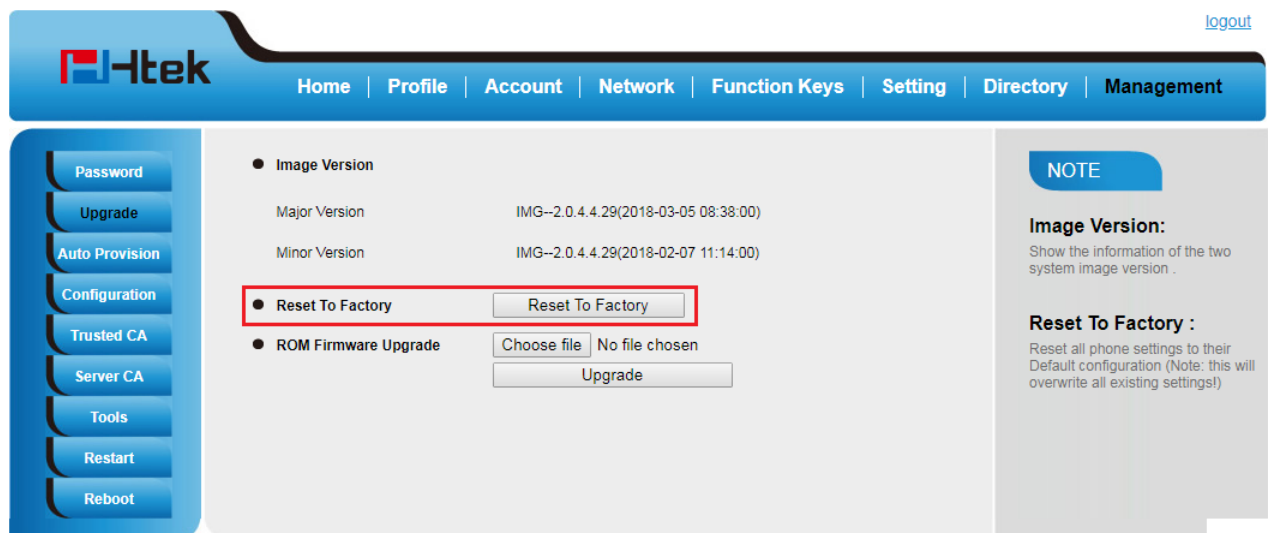 logout
Htek
Home | Profile | Account | Network | Function Keys | Setting | Directory | Management
Password
Upgrade
Auto Provision
Configuration
Trusted CA
Server CA
Tools
Restart
Reboot
Image Version
Major Version IMG--2.0.4.4.29(2018-03-05 08:38:00)
Minor Version IMG--2.0.4.4.29(2018-02-07 11:14:00)
Reset To Factory Reset To Factory
ROM Firmware Upgrade Choose file No file chosen
Upgrade
NOTE
Image Version:
Show the information of the two
system image version .
Reset To Factory :
Reset all phone settings to their
Default configuration (Note: this will
overwrite all existing settings!)